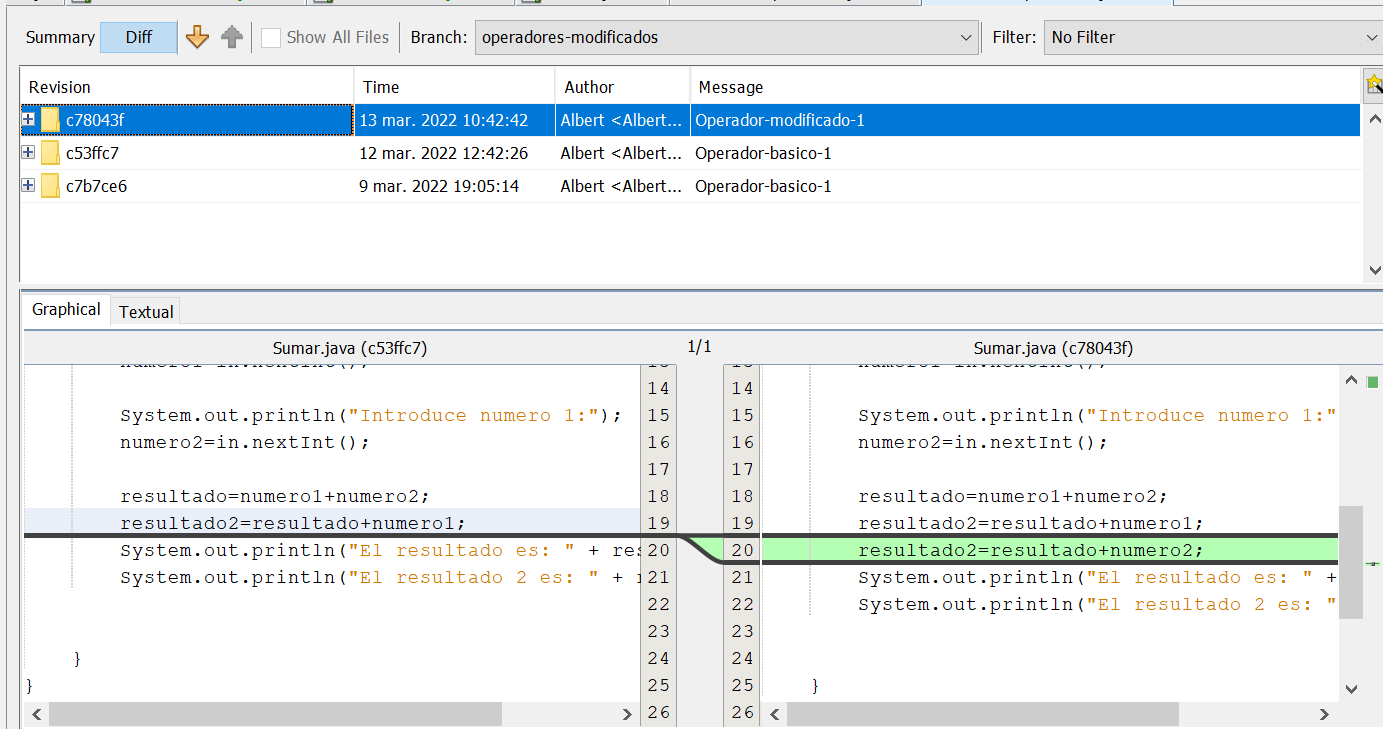 Summary Diff Show All Files Branch: operadores-modificados Filter: No Filter
Revision Time Author Message
c78043f 13 mar. 2022 10:42:42 Albert <Albert... Operador-modificado-1
c53ffc7 12 mar. 2022 12:42:26 Albert <Albert... Operador-basico-1
c7b7ce6 9 mar. 2022 19:05:14 Albert <Albert... Operador-basico-1
Graphical Textual
Sumar.java (c53ffc7) 1/1 Sumar.java (c78043f)
14 14
System.out.println("Introduce numero 1:"); 15 15 System.out.println("Introduce numero 1:"
numero2=in.nextInt(); 16 16 numero2=in.nextInt();
17 17
resultado=numero1+numero2; 18 18 resultado=numero1+numero2;
resultado2=resultado+numero1; 19 19 resultado2=resultado+numero1;
System.out.println("El resultado es: " + res 20 20 resultado2=resultado+numero2;
System.out.println("El resultado 2 es: " + 21 21 System.out.println("El resultado es: " +
22 22 System.out.println("El resultado 2 es: "
23 23
} 24 24
} 25 25 }
26 26